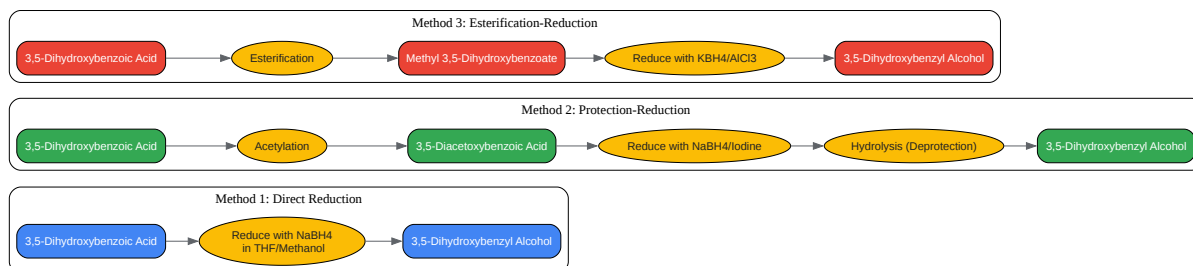 Method 3: Esterification-Reduction
3,5-Dihydroxybenzoic Acid
Esterification
Methyl 3,5-Dihydroxybenzoate
Reduce with KBH4/AlCl3
3,5-Dihydroxybenzyl Alcohol
Method 2: Protection-Reduction
3,5-Dihydroxybenzoic Acid
Acetylation
3,5-Diacetoxybenzoic Acid
Reduce with NaBH4/Iodine
Hydrolysis (Deprotection)
3,5-Dihydroxybenzyl Alcohol
Method 1: Direct Reduction
3,5-Dihydroxybenzoic Acid
Reduce with NaBH4
in THF/Methanol
3,5-Dihydroxybenzyl Alcohol